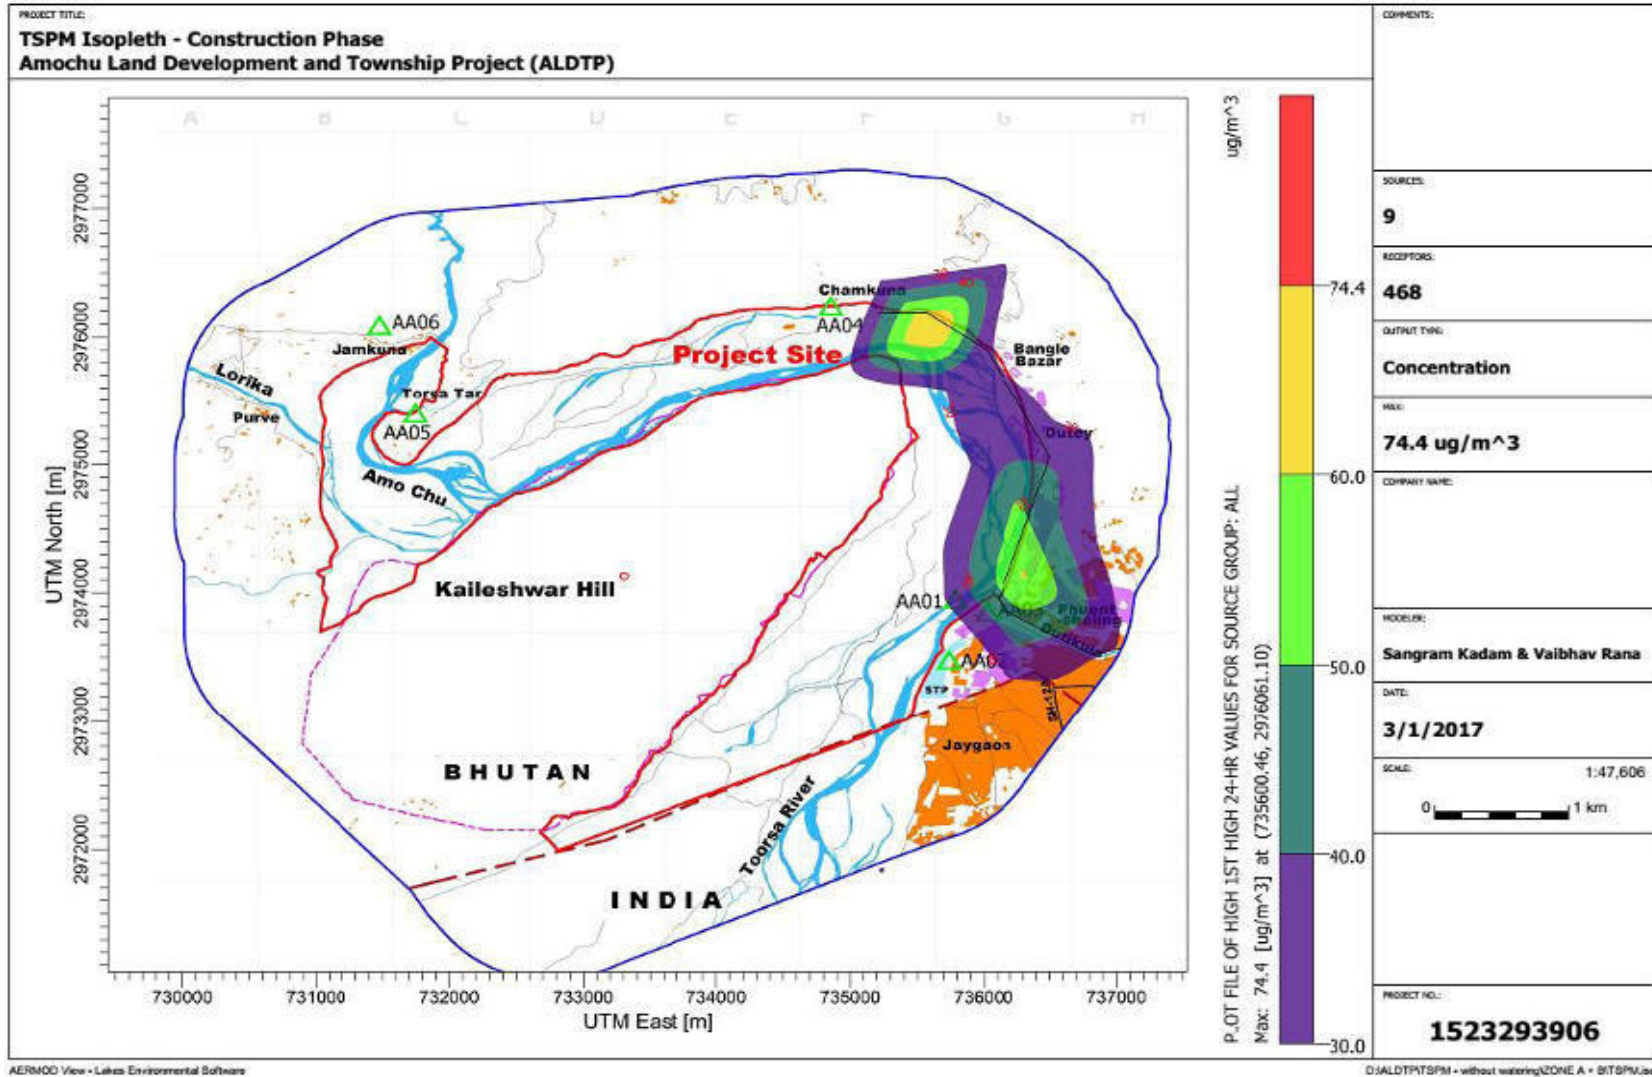 PROJECT TITLE:
TSPM Isopleth - Construction Phase
Amochu Land Development and Township Project (ALDTP)
A B C D E F G H
2977000
2976000
2975000
2974000
2973000
2972000
UTM North [m]
730000 731000 732000 733000 734000 735000 736000 737000
UTM East [m]
Chamkuna
AA04
AA06
Jamkuna
Project Site
Bangle
Bazar
Lorika
Torsa Tar
Purve
AA05
Outey
Amo Chu
Kaileshwar Hill
AA01
AA03
Phuent
sholing
AA02
STP
SH-12A
Jaygaon
BHUTAN
Toorsa River
INDIA
ug/m^3
74.4
60.0
50.0
40.0
30.0
PLOT FILE OF HIGH 1ST HIGH 24-HR VALUES FOR SOURCE GROUP: ALL
Max: 74.4 [ug/m^3] at (735600.46, 2976061.10)
COMMENTS:
SOURCES:
9
RECEPTORS:
468
OUTPUT TYPE:
Concentration
MAX:
74.4 ug/m^3
COMPANY NAME:
MODELER:
Sangram Kadam & Vaibhav Rana
DATE:
3/1/2017
SCALE:
1:47,606
0 1 km
PROJECT NO.:
1523293906
AERMOD View - Lakes Environmental Software